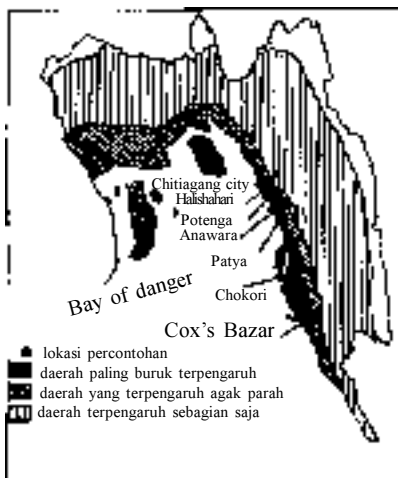 Chitiagang city
Halishahari
Potenga
Anawara
Patya
Bay of danger
Chokori
Cox's Bazar
lokasi percontohan
daerah paling buruk terpengaruh
daerah yang terpengaruh agak parah
daerah terpengaruh sebagian saja